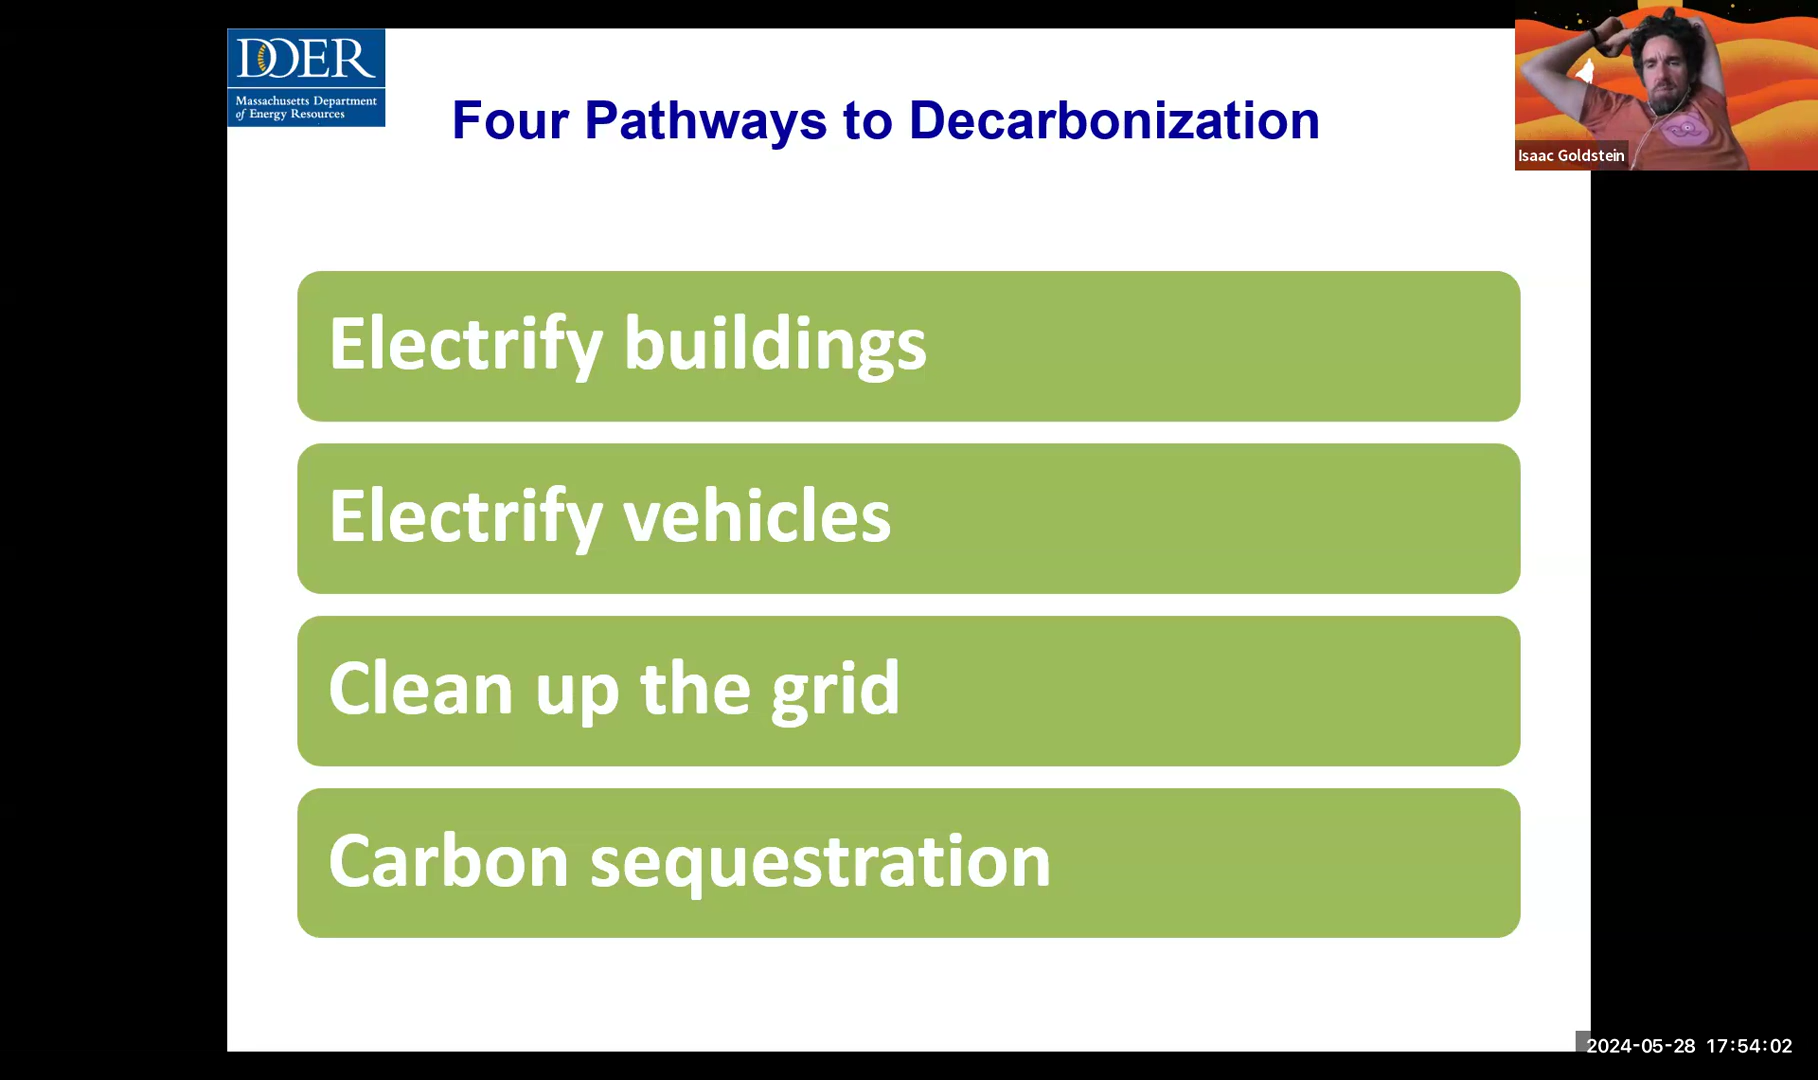 DOER
Massachusetts Department
of Energy Resources
Four Pathways to Decarbonization
Isaac Goldstein
Electrify buildings
Electrify vehicles
Clean up the grid
Carbon sequestration
2024-05-28 17:54:02